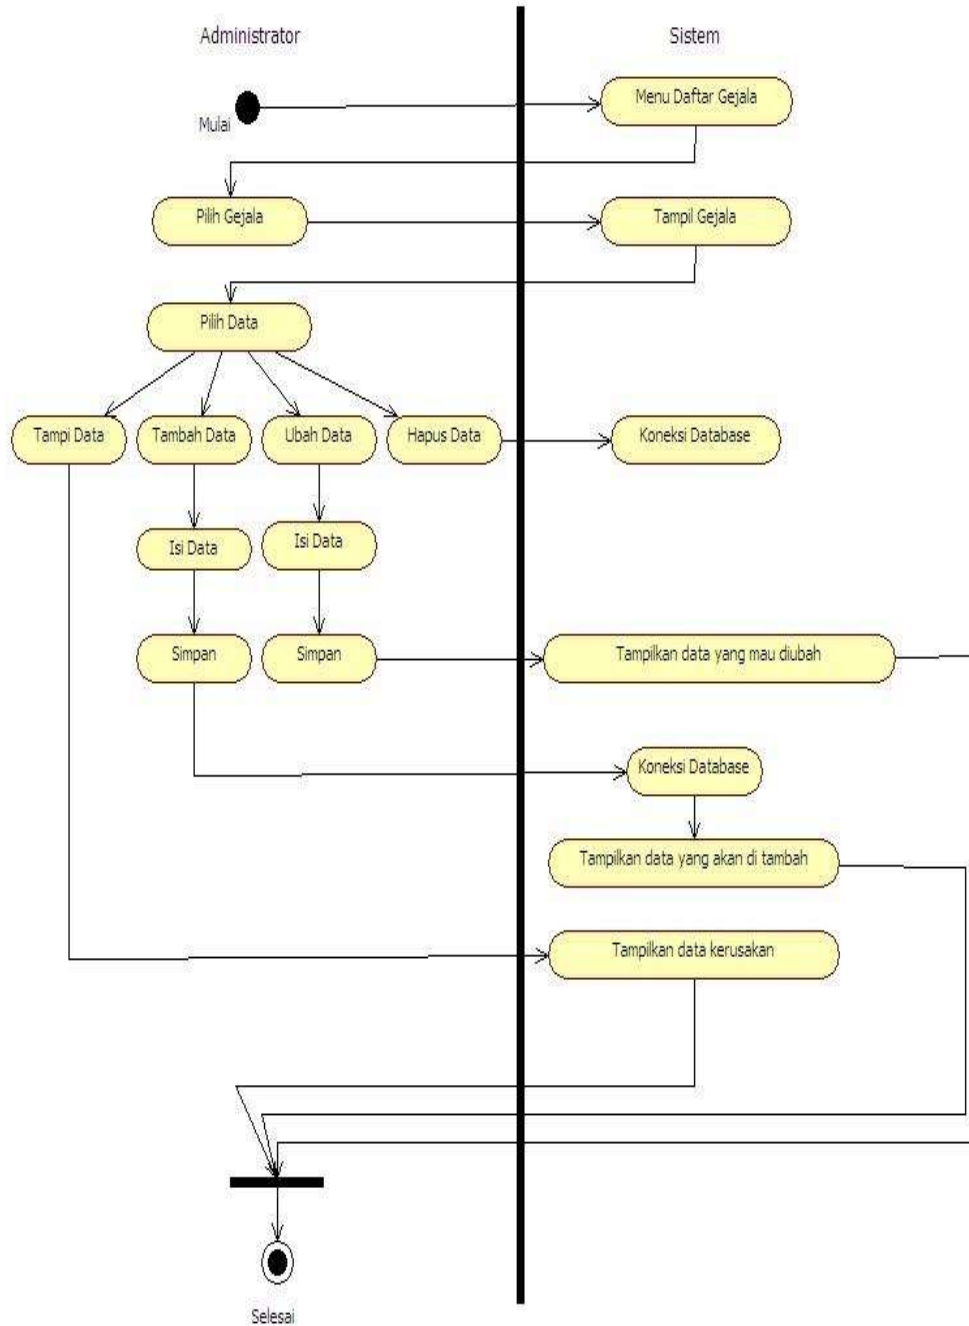 Administrator
Sistem
Mulai
Menu Daftar Gejala
Pilih Gejala
Tampil Gejala
Pilih Data
Tampi Data
Tambah Data
Ubah Data
Hapus Data
Koneksi Database
Isi Data
Isi Data
Simpan
Simpan
Tampilkan data yang mau diubah
Koneksi Database
Tampilkan data yang akan di tambah
Tampilkan data kerusakan
Selesai